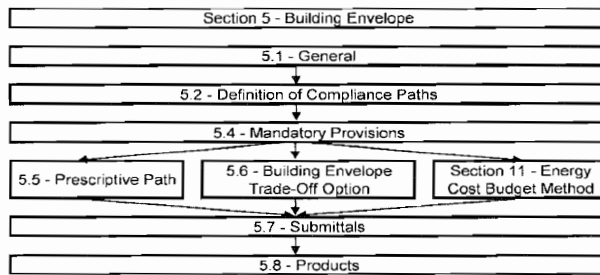 Section 5 - Building Envelope
5.1 - General
5.2 - Definition of Compliance Paths
5.4 - Mandatory Provisions
5.5 - Prescriptive Path
5.6 - Building Envelope
Trade-Off Option
Section 11 - Energy
Cost Budget Method
5.7 - Submittals
5.8 - Products